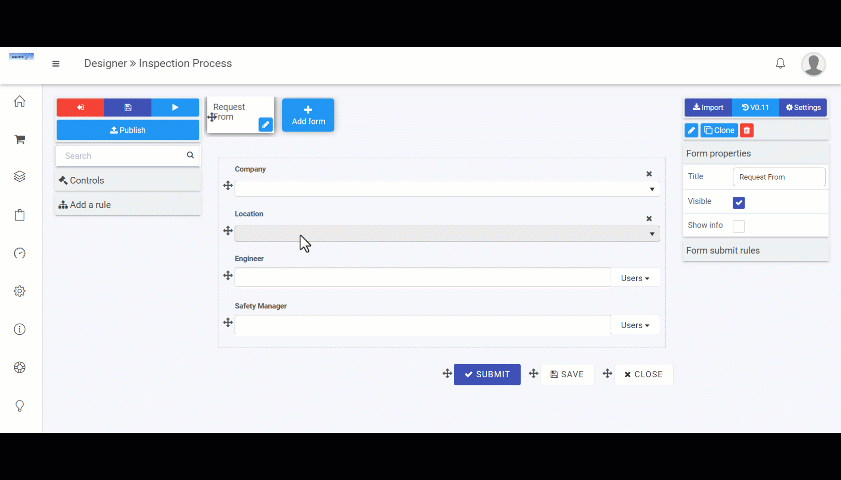 Designer » Inspection Process
Publish
Search
Controls
Add a rule
Request
From
Add form
Company
Location
Engineer
Users
Safety Manager
Users
SUBMIT
SAVE
CLOSE
Import
V0.11
Settings
Clone
Form properties
Title
Request From
Visible
Show info
Form submit rules